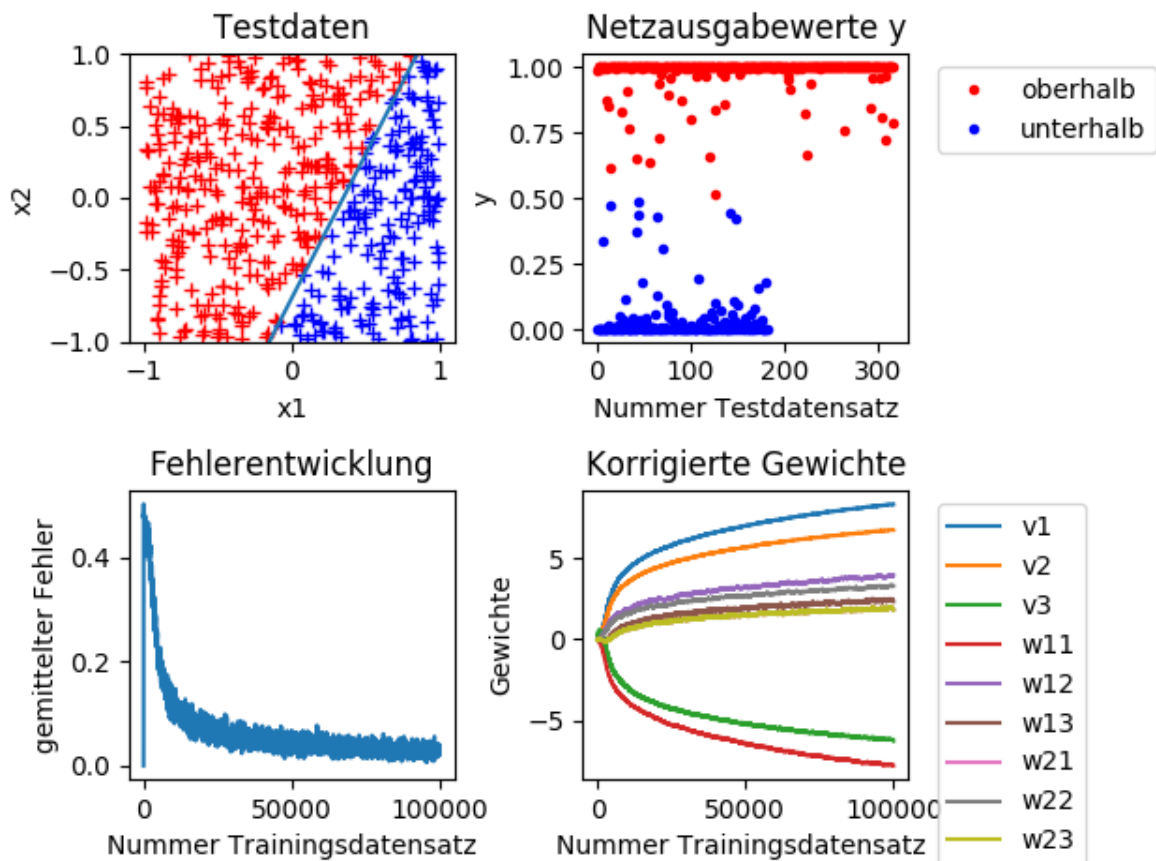 Testdaten
1.0
0.5
0.0
−0.5
−1.0
x2
−1
0
1
x1
Netzausgabewerte y
1.00
0.75
0.50
0.25
0.00
y
0
100
200
300
Nummer Testdatensatz
oberhalb
unterhalb
Fehlerentwicklung
0.4
0.2
0.0
gemittelter Fehler
0
50000
100000
Nummer Trainingsdatensatz
Korrigierte Gewichte
5
0
−5
Gewichte
0
50000
100000
Nummer Trainingsdatensatz
v1
v2
v3
w11
w12
w13
w21
w22
w23